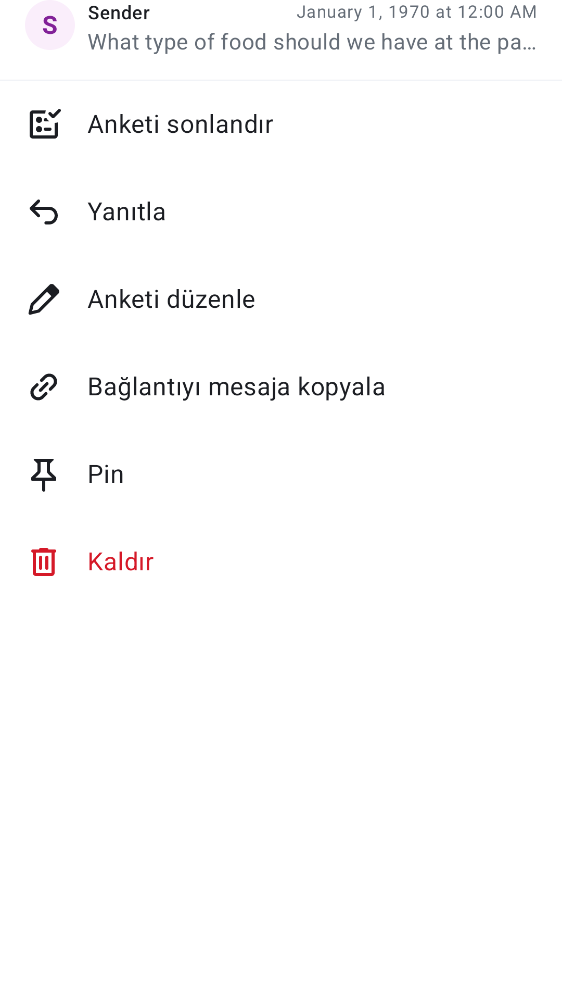 S
Sender
January 1, 1970 at 12:00 AM
What type of food should we have at the pa…
Anketi sonlandır
Yanıtla
Anketi düzenle
Bağlantıyı mesaja kopyala
Pin
Kaldır